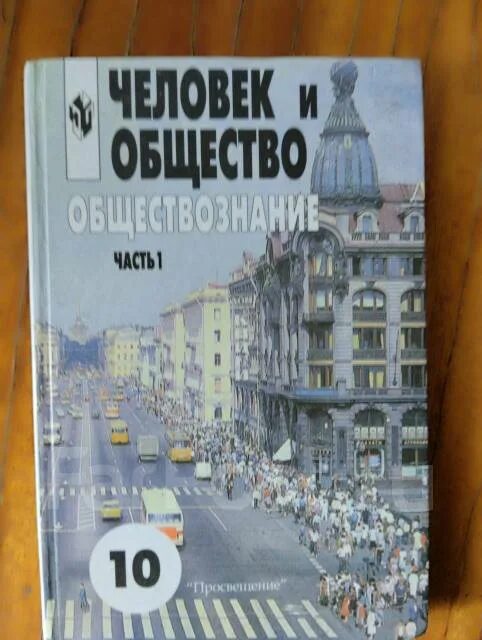 ЧЕЛОВЕК И
ОБЩЕСТВО
ОБЩЕСТВОЗНАНИЕ
ЧАСТЬ 1
10
"Просвещение"